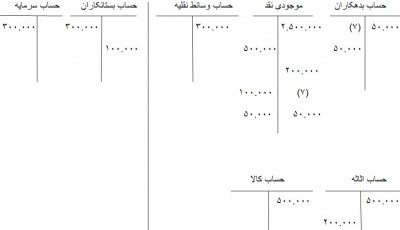 حساب بدهکاران موجودی نقد حساب وسائط نقلیه حساب بستانکاران حساب سرمایه
۵۰.۰۰۰ (۷) ۲,۵۰۰.۰۰۰ ۳۰۰.۰۰۰ ۳۰۰.۰۰۰ ۳۰۰.۰۰۰
۵۰.۰۰۰ ۵۰۰.۰۰۰ ۱۰۰.۰۰۰
۲۰۰.۰۰۰
(۷) ۱۰۰.۰۰۰
۵۰.۰۰۰ ۵۰.۰۰۰
حساب اثاثه حساب کالا
۵۰۰.۰۰۰ ۵۰۰.۰۰۰
۲۰۰.۰۰۰